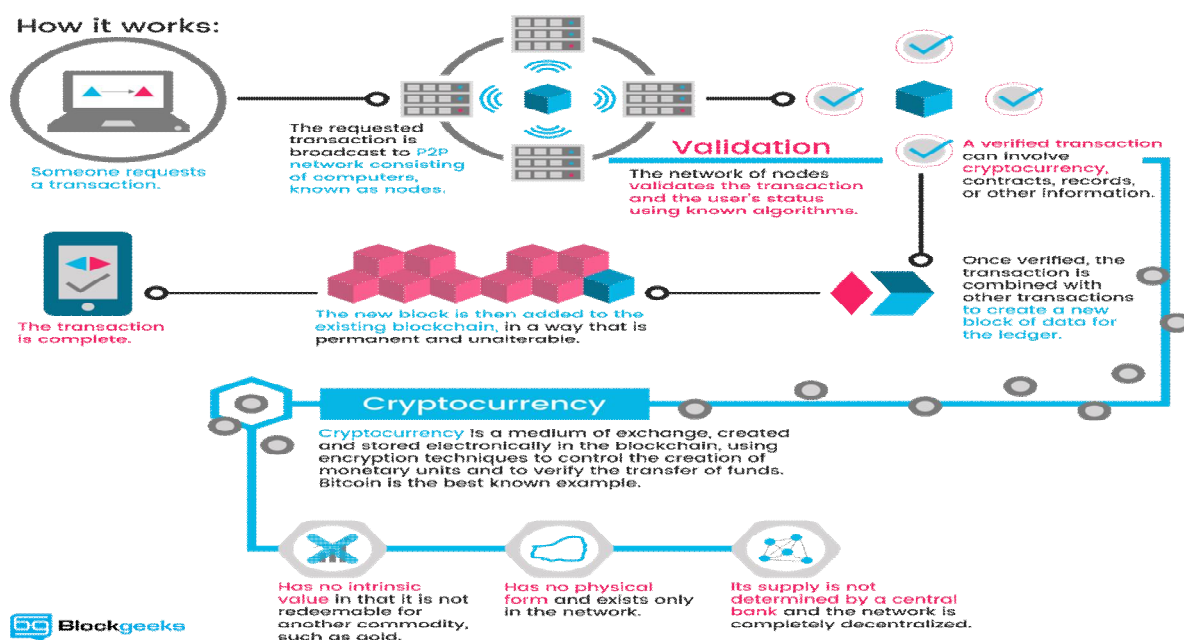 How it works:
Someone requests
a transaction.
The requested
transaction is
broadcast to P2P
network consisting
of computers,
known as nodes.
Validation
The network of nodes
validates the transaction
and the user's status
using known algorithms.
A verified transaction
can involve
cryptocurrency,
contracts, records,
or other information.
Once verified, the
transaction is
combined with
other transactions
to create a new
block of data for
the ledger.
The new block is then added to the
existing blockchain, in a way that is
permanent and unalterable.
The transaction
is complete.
Cryptocurrency
Cryptocurrency is a medium of exchange, created
and stored electronically in the blockchain, using
encryption techniques to control the creation of
monetary units and to verify the transfer of funds.
Bitcoin is the best known example.
Has no intrinsic
value in that it is not
redeemable for
another commodity,
such as gold.
Has no physical
form and exists only
in the network.
Its supply is not
determined by a central
bank and the network is
completely decentralized.
bg Blockgeeks